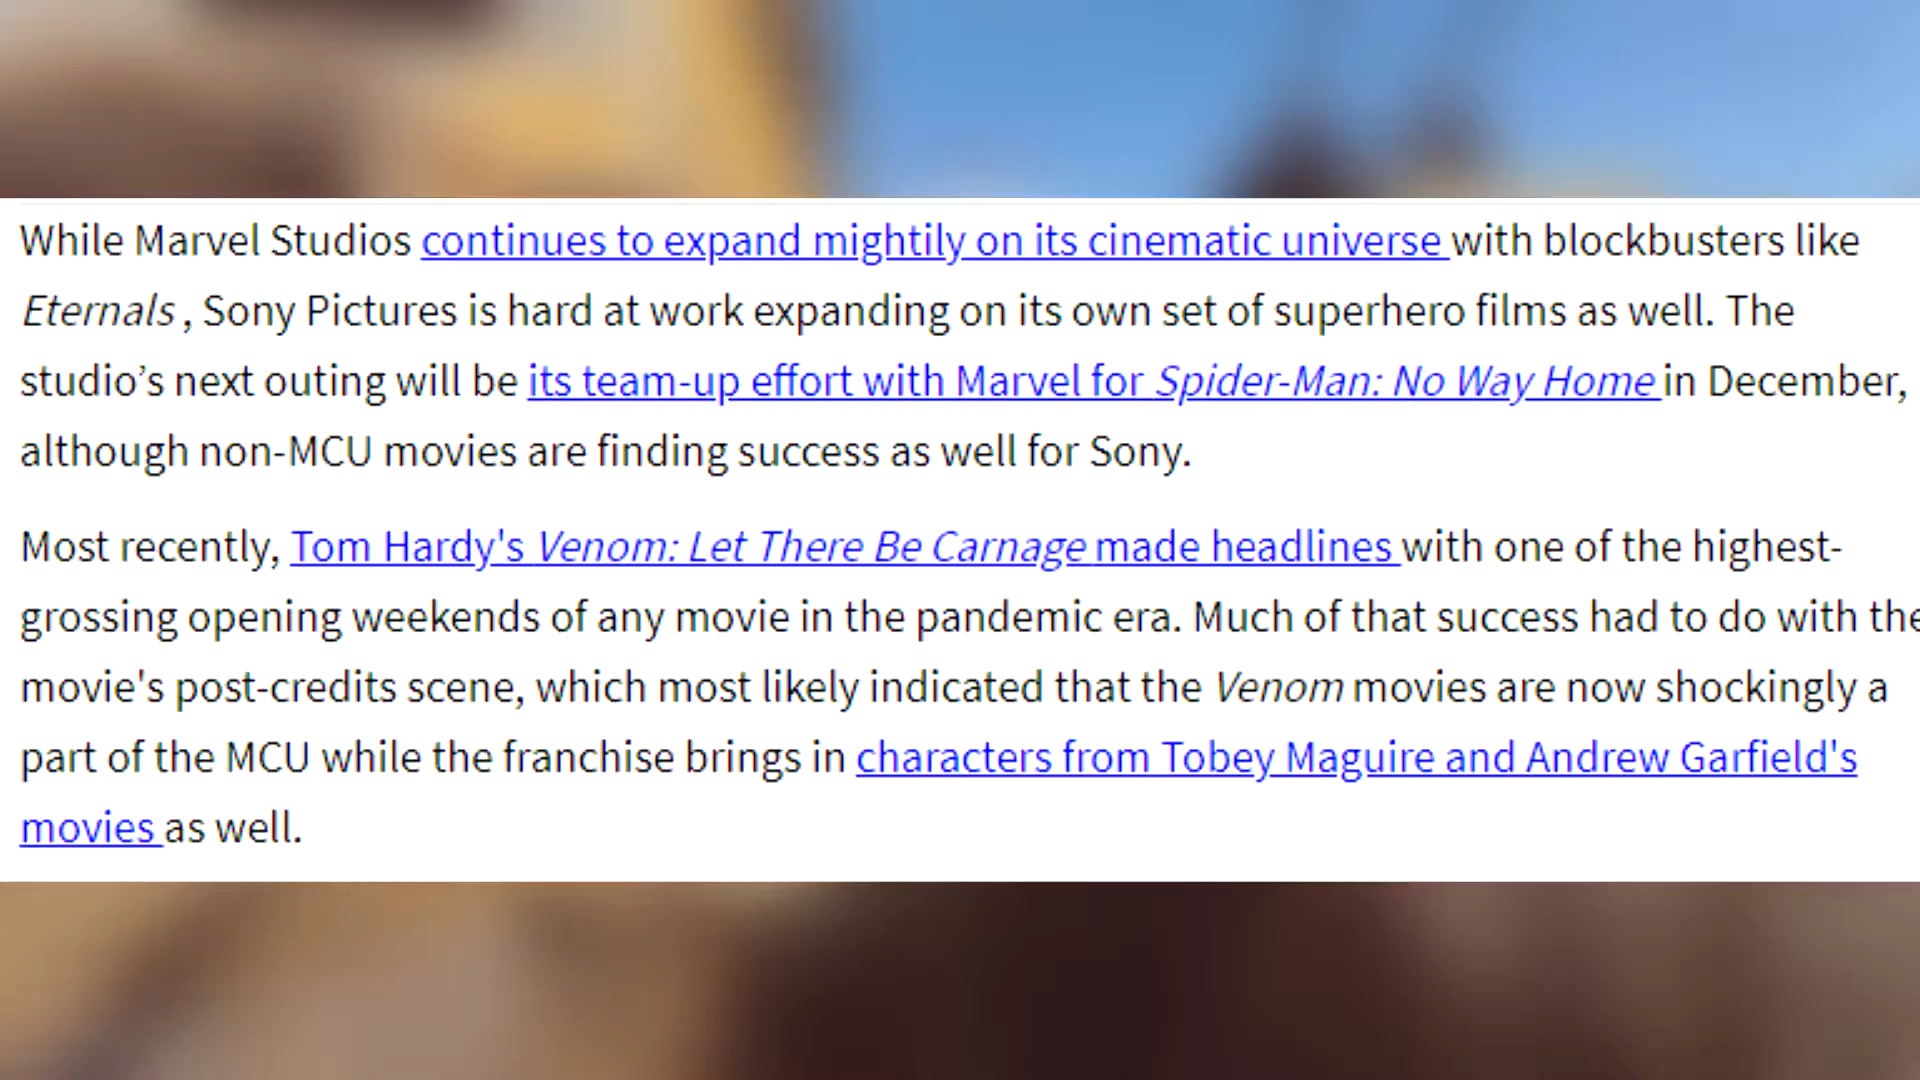 While Marvel Studios continues to expand mightily on its cinematic universe with blockbusters like
Eternals , Sony Pictures is hard at work expanding on its own set of superhero films as well. The
studio’s next outing will be its team-up effort with Marvel for Spider-Man: No Way Home in December,
although non-MCU movies are finding success as well for Sony.
Most recently, Tom Hardy's Venom: Let There Be Carnage made headlines with one of the highest-
grossing opening weekends of any movie in the pandemic era. Much of that success had to do with the
movie's post-credits scene, which most likely indicated that the Venom movies are now shockingly a
part of the MCU while the franchise brings in characters from Tobey Maguire and Andrew Garfield's
movies as well.